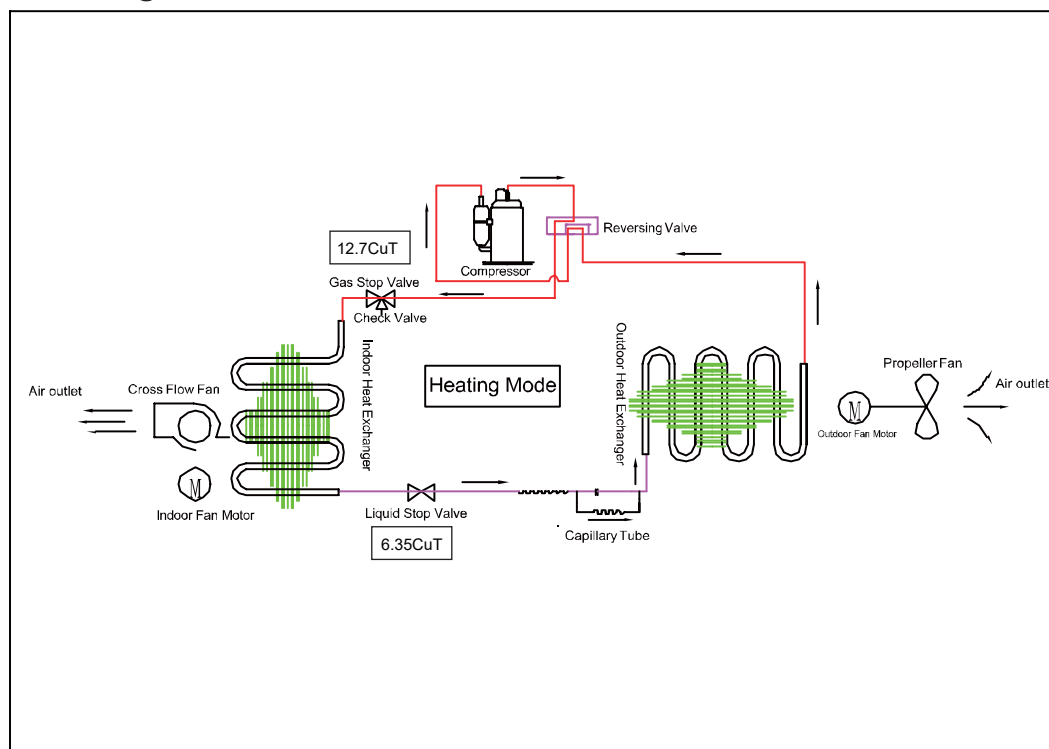 Reversing Valve
12.7CuT
Compressor
Gas Stop Valve
Check Valve
Indoor Heat Exchanger
Outdoor Heat Exchanger
Heating Mode
Propeller Fan
Air outlet
Cross Flow Fan
Air outlet
M
Outdoor Fan Motor
M
Indoor Fan Motor
Liquid Stop Valve
Capillary Tube
6.35CuT